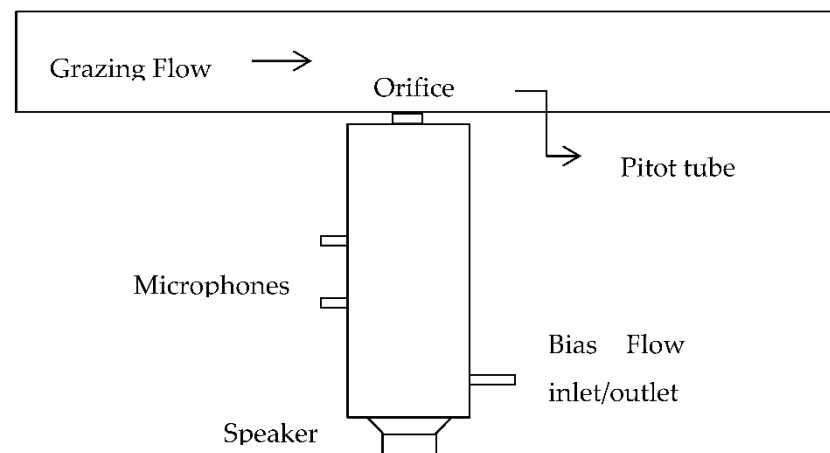 Grazing Flow
Orifice
Pitot tube
Microphones
Bias Flow
inlet/outlet
Speaker